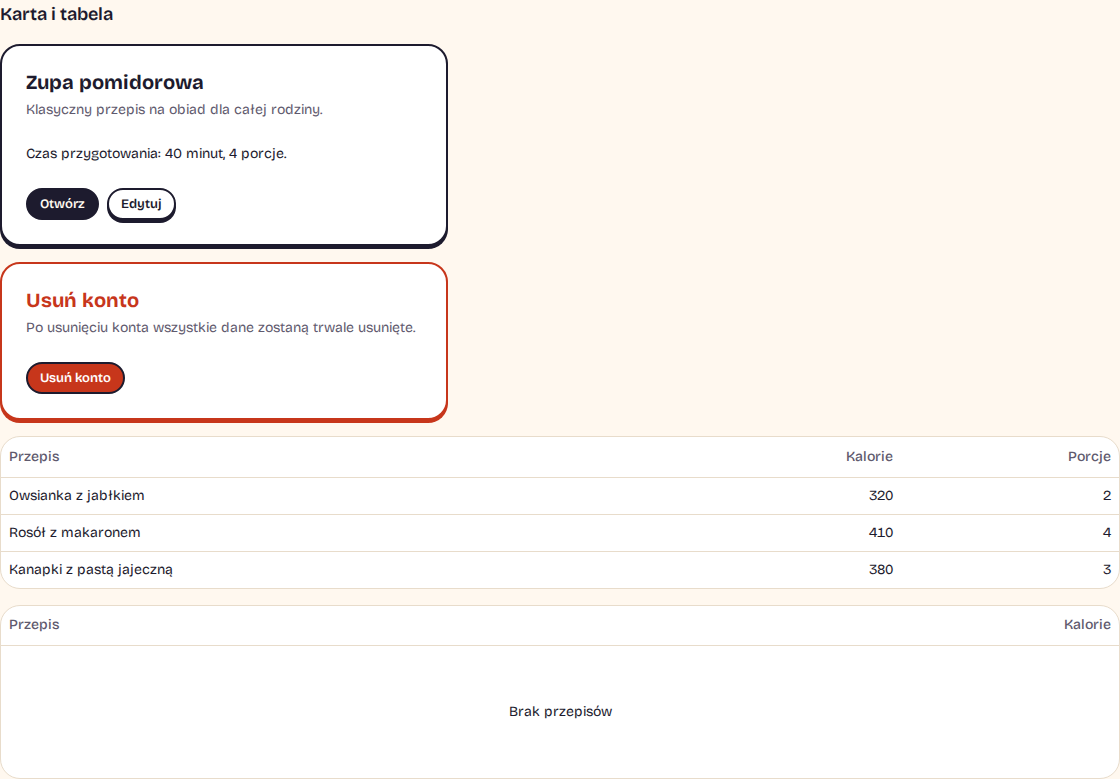 Karta i tabela
Zupa pomidorowa
Klasyczny przepis na obiad dla całej rodziny.
Czas przygotowania: 40 minut, 4 porcje.
Otwórz Edytuj
Usuń konto
Po usunięciu konta wszystkie dane zostaną trwale usunięte.
Usuń konto
Przepis Kalorie Porcje
Owsianka z jabłkiem 320 2
Rosół z makaronem 410 4
Kanapki z pastą jajeczną 380 3
Przepis Kalorie
Brak przepisów